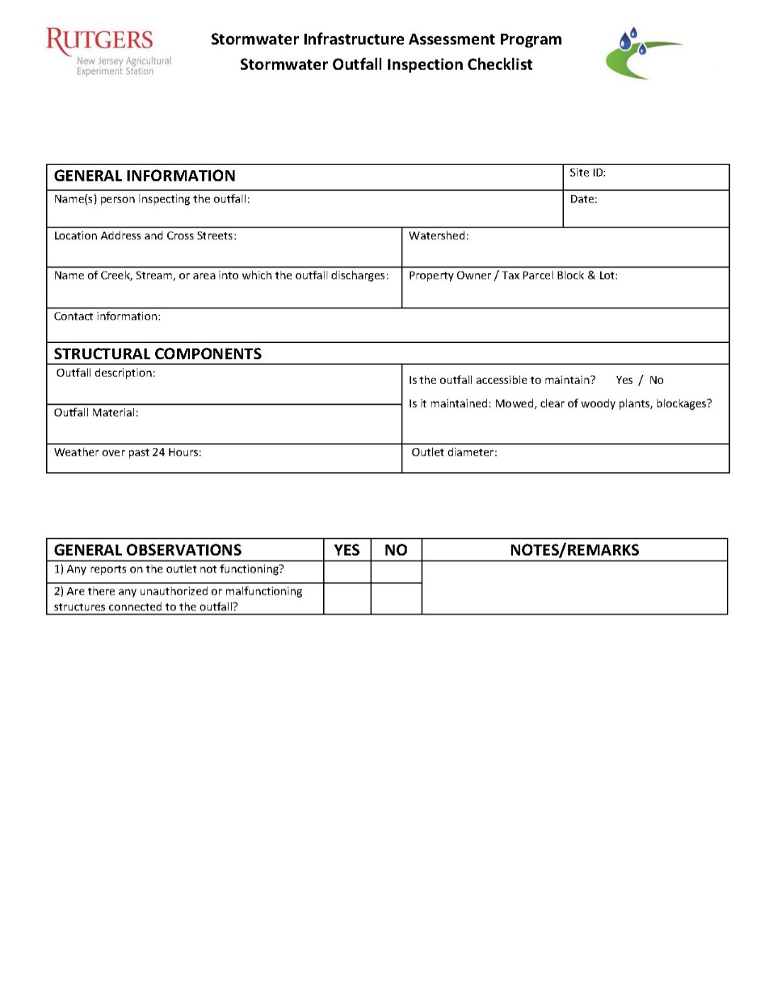 RUTGERS
New Jersey Agricultural
Experiment Station
Stormwater Infrastructure Assessment Program
Stormwater Outfall Inspection Checklist
GENERAL INFORMATION
Site ID:
Name(s) person inspecting the outfall:
Date:
Location Address and Cross Streets:
Watershed:
Name of Creek, Stream, or area into which the outfall discharges:
Property Owner / Tax Parcel Block & Lot:
Contact information:
STRUCTURAL COMPONENTS
Outfall description:
Is the outfall accessible to maintain? Yes / No
Is it maintained: Mowed, clear of woody plants, blockages?
Outfall Material:
Weather over past 24 Hours:
Outlet diameter:
GENERAL OBSERVATIONS YES NO NOTES/REMARKS
1) Any reports on the outlet not functioning?
2) Are there any unauthorized or malfunctioning
structures connected to the outfall?